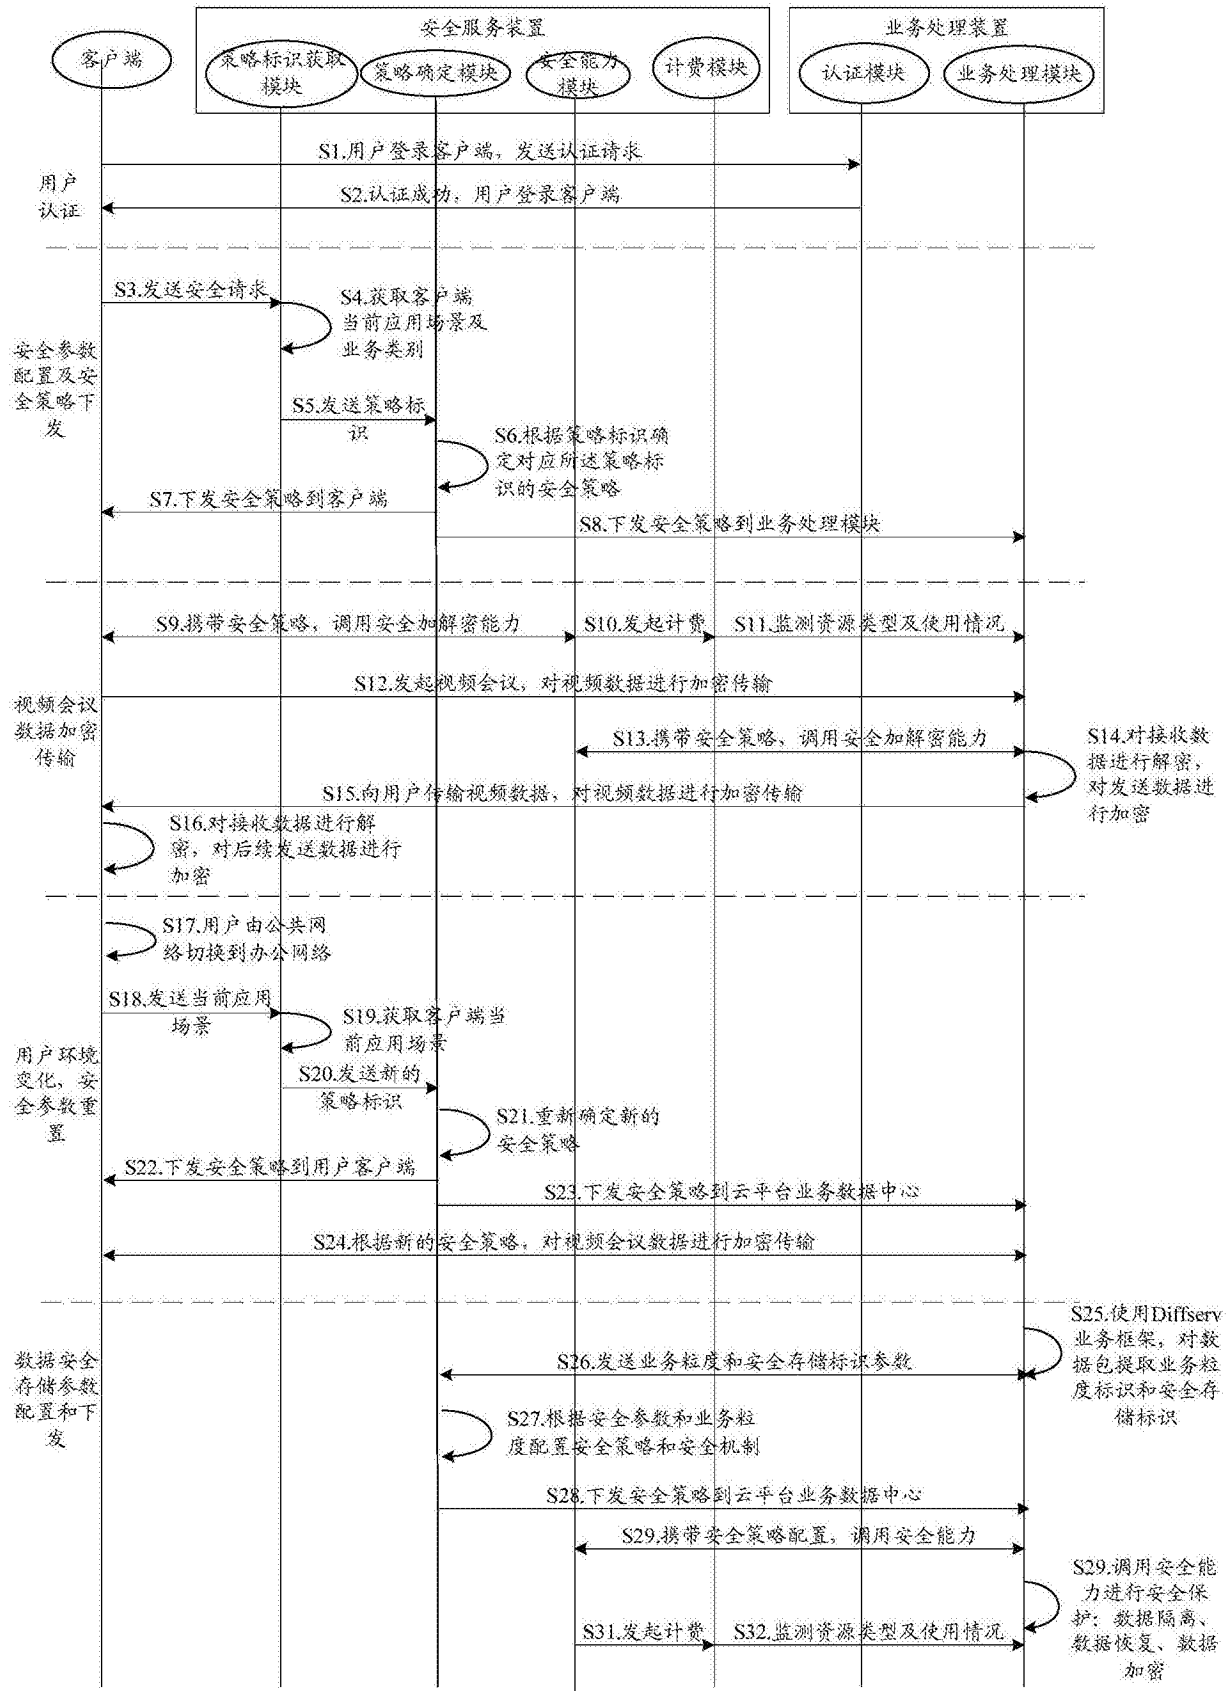 安全服务装置
业务处理装置
客户端
策略标识获取
模块
策略确定模块
安全能力
模块
计费模块
认证模块
业务处理模块
用户
认证
S1.用户登录客户端，发送认证请求
S2.认证成功，用户登录客户端
安全参数
配置及安
全策略下
发
S3.发送安全请求
S4.获取客户端
当前应用场景及
业务类别
S5.发送策略标
识
S6.根据策略标识确
定对应所述策略标
识的安全策略
S7.下发安全策略到客户端
S8.下发安全策略到业务处理模块
视频会议
数据加密
传输
S9.携带安全策略，调用安全加解密能力
S10.发起计费
S11.监测资源类型及使用情况
S12.发起视频会议，对视频数据进行加密传输
S13.携带安全策略，调用安全加解密能力
S14.对接收数
据进行解密，
对发送数据进
行加密
S15.向用户传输视频数据，对视频数据进行加密传输
S16.对接收数据进行解
密，对后续发送数据进行
加密
用户环境
变化、安
全参数重
置
S17.用户由公共网
络切换到办公网络
S18.发送当前应用
场景
S19.获取客户端当
前应用场景
S20.发送新的
策略标识
S21.重新确定新的
安全策略
S22.下发安全策略到用户客户端
S23.下发安全策略到云平台业务数据中心
S24.根据新的安全策略，对视频会议数据进行加密传输
数据安全
存储参数
配置和下
发
S25.使用Diffserv
业务框架，对数
据包提取业务粒
度标识和安全存
储标识
S26.发送业务粒度和安全存储标识参数
S27.根据安全参数和业务粒
度配置安全策略和安全机制
S28.下发安全策略到云平台业务数据中心
S29.携带安全策略配置，调用安全能力
S29.调用安全能
力进行安全保
护：数据隔离、
数据恢复、数据
加密
S31.发起计费
S32.监测资源类型及使用情况